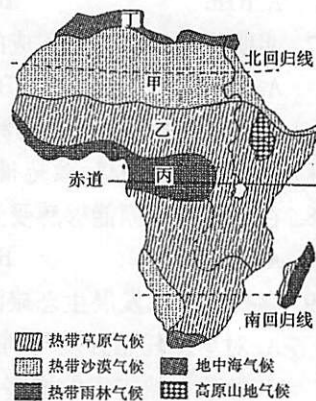 丁
北回归线
甲
乙
赤道
丙
南回归线
热带草原气候
热带沙漠气候
地中海气候
热带雨林气候
高原山地气候